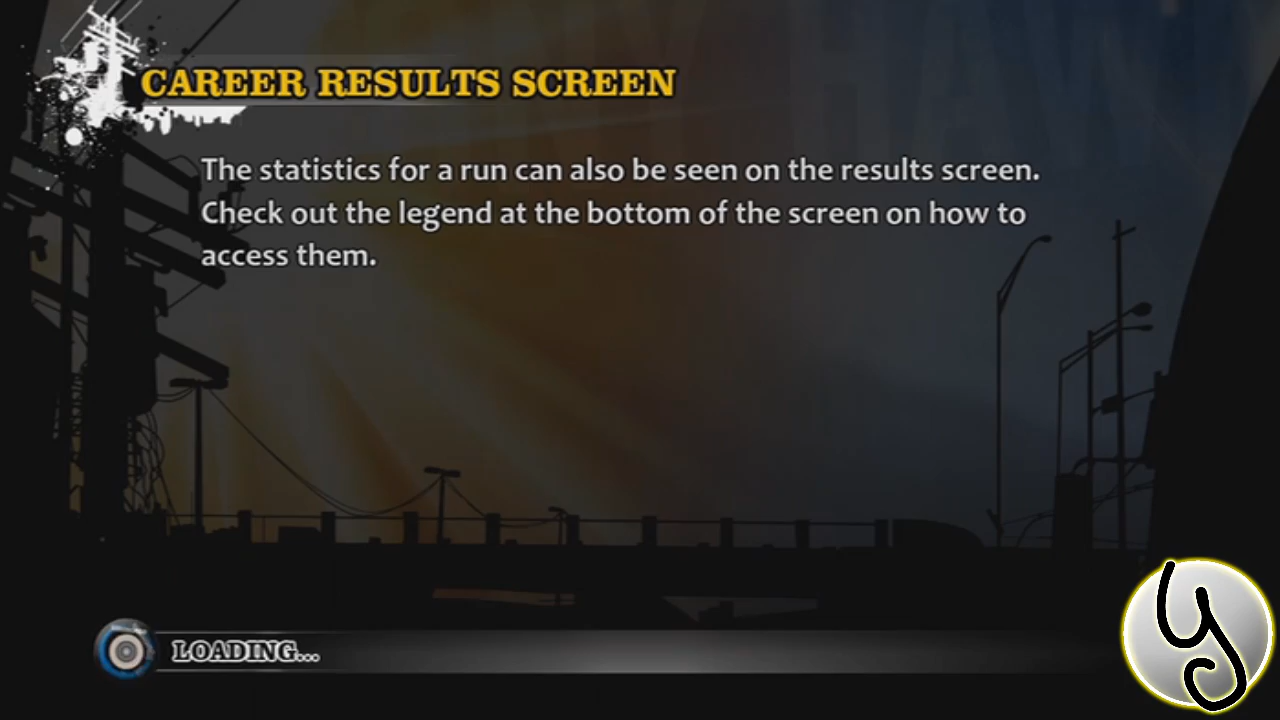 CAREER RESULTS SCREEN
The statistics for a run can also be seen on the results screen.
Check out the legend at the bottom of the screen on how to
access them.
LOADING...